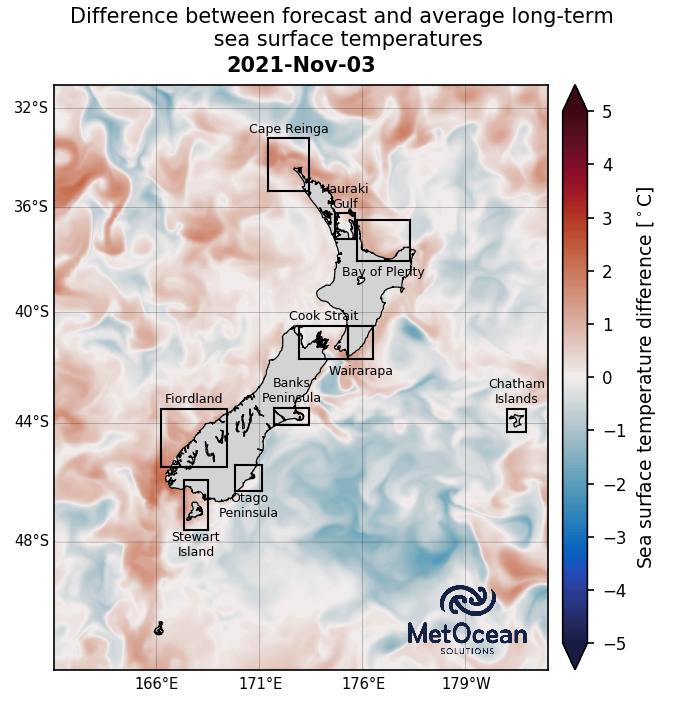 Difference between forecast and average long-term
sea surface temperatures
2021-Nov-03
32°S
36°S
40°S
44°S
48°S
Cape Reinga
Hauraki
Gulf
Bay of Plenty
Cook Strait
Wairarapa
Banks
Peninsula
Fiordland
Chatham
Islands
Otago
Peninsula
Stewart
Island
MetOcean
SOLUTIONS
166°E
171°E
176°E
179°W
5
4
3
2
1
0
−1
−2
−3
−4
−5
Sea surface temperature difference [°C]